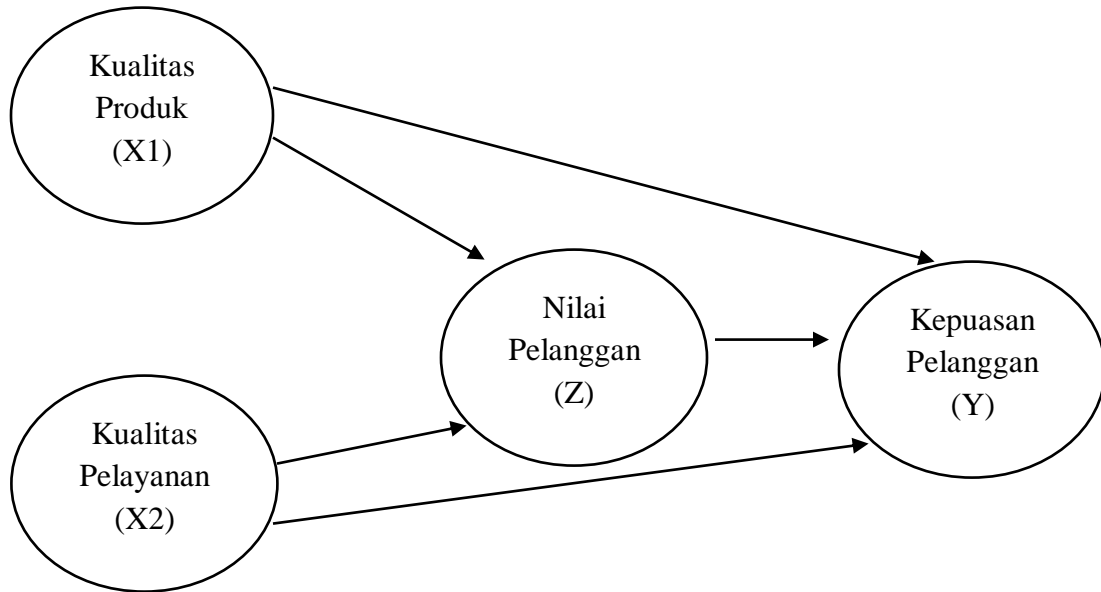 Kualitas
Produk
(X1)
Nilai
Pelanggan
(Z)
Kepuasan
Pelanggan
(Y)
Kualitas
Pelayanan
(X2)